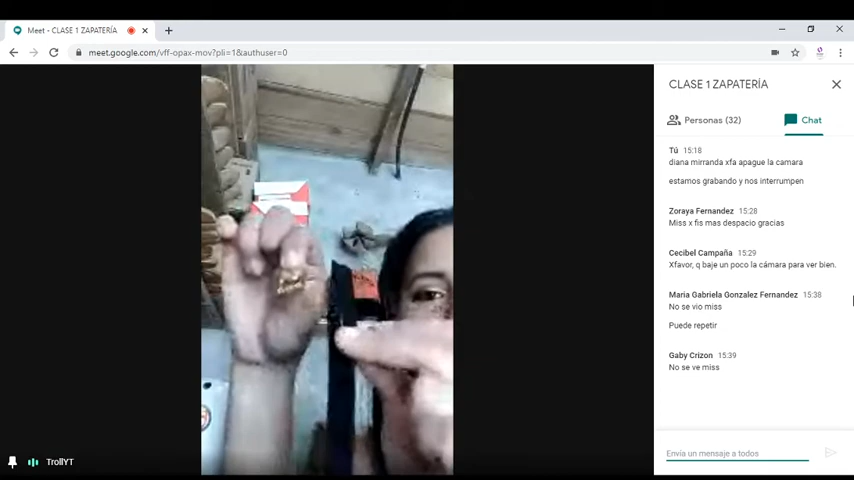 Meet - CLASE 1 ZAPATERÍA
meet.google.com/vff-opax-mov?pli=1&authuser=0
CLASE 1 ZAPATERÍA
Personas (32)
Chat
Tú 15:18
diana mirranda xfa apague la camara
estamos grabando y nos interrumpen
Zoraya Fernandez 15:28
Miss x fis mas despacio gracias
Cecibel Campaña 15:29
Xfavor, q baje un poco la cámara para ver bien.
Maria Gabriela Gonzalez Fernandez 15:38
No se vio miss
Puede repetir
Gaby Crizon 15:39
No se ve miss
Envía un mensaje a todos
TrollYT